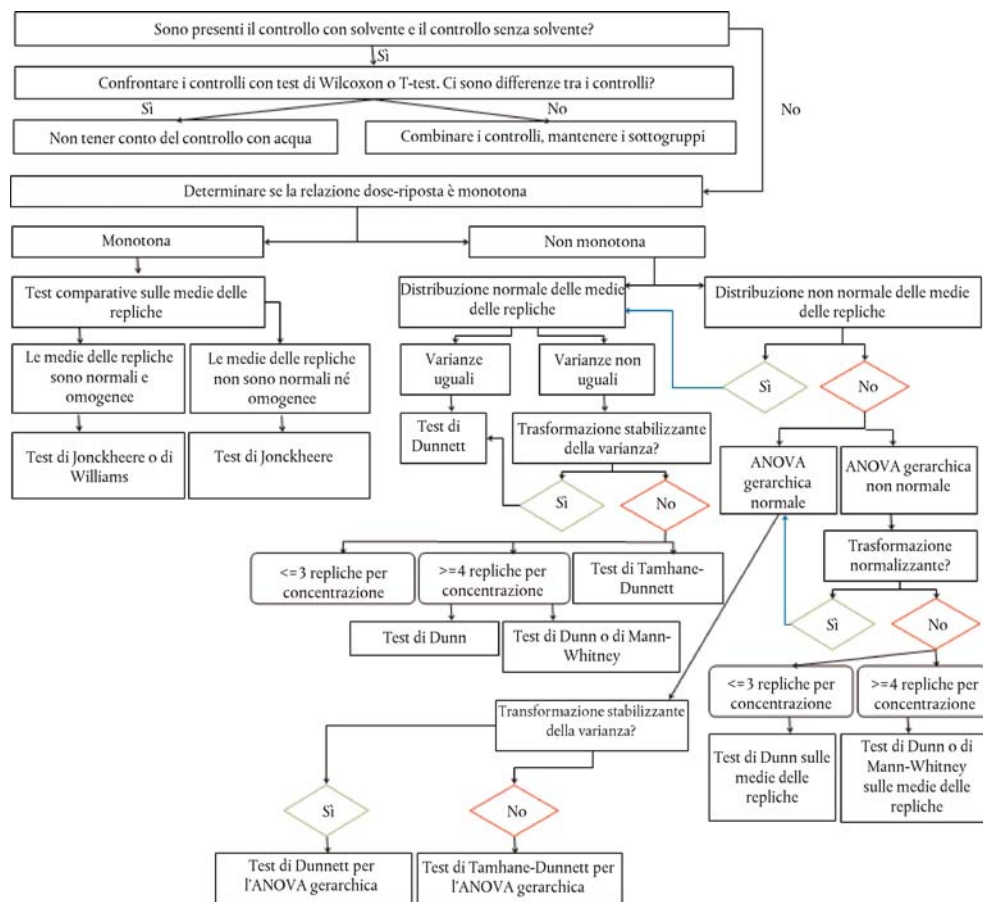 Sono presenti il controllo con solvente e il controllo senza solvente?
Sì
Confrontare i controlli con test di Wilcoxon o T-test. Ci sono differenze tra i controlli?
Sì
No
No
Non tener conto del controllo con acqua
Combinare i controlli, mantenere i sottogruppi
Determinare se la relazione dose-riposta è monotona
Monotona
Non monotona
Test comparative sulle medie delle
repliche
Distribuzione normale delle medie
delle repliche
Distribuzione non normale delle medie
delle repliche
Le medie delle repliche
sono normali e
omogenee
Le medie delle repliche
non sono normali né
omogenee
Varianze
uguali
Varianze non
uguali
Sì
No
Test di Jonckheere o di
Williams
Test di Jonckheere
Test di
Dunnett
Trasformazione stabilizzante
della varianza?
ANOVA
gerarchica
normale
ANOVA gerarchica
non normale
Sì
No
Trasformazione
normalizzante?
<=3 repliche per
concentrazione
>=4 repliche per
concentrazione
Test di Tamhane-
Dunnett
Sì
No
Test di Dunn
Test di Dunn o di Mann-
Whitney
<=3 repliche per
concentrazione
>=4 repliche per
concentrazione
Transformazione stabilizzante
della varianza?
Test di Dunn sulle
medie delle
repliche
Test di Dunn o di
Mann-Whitney
sulle medie delle
repliche
Sì
No
Test di Dunnett per
l'ANOVA gerarchica
Test di Tamhane-Dunnett per
l'ANOVA gerarchica